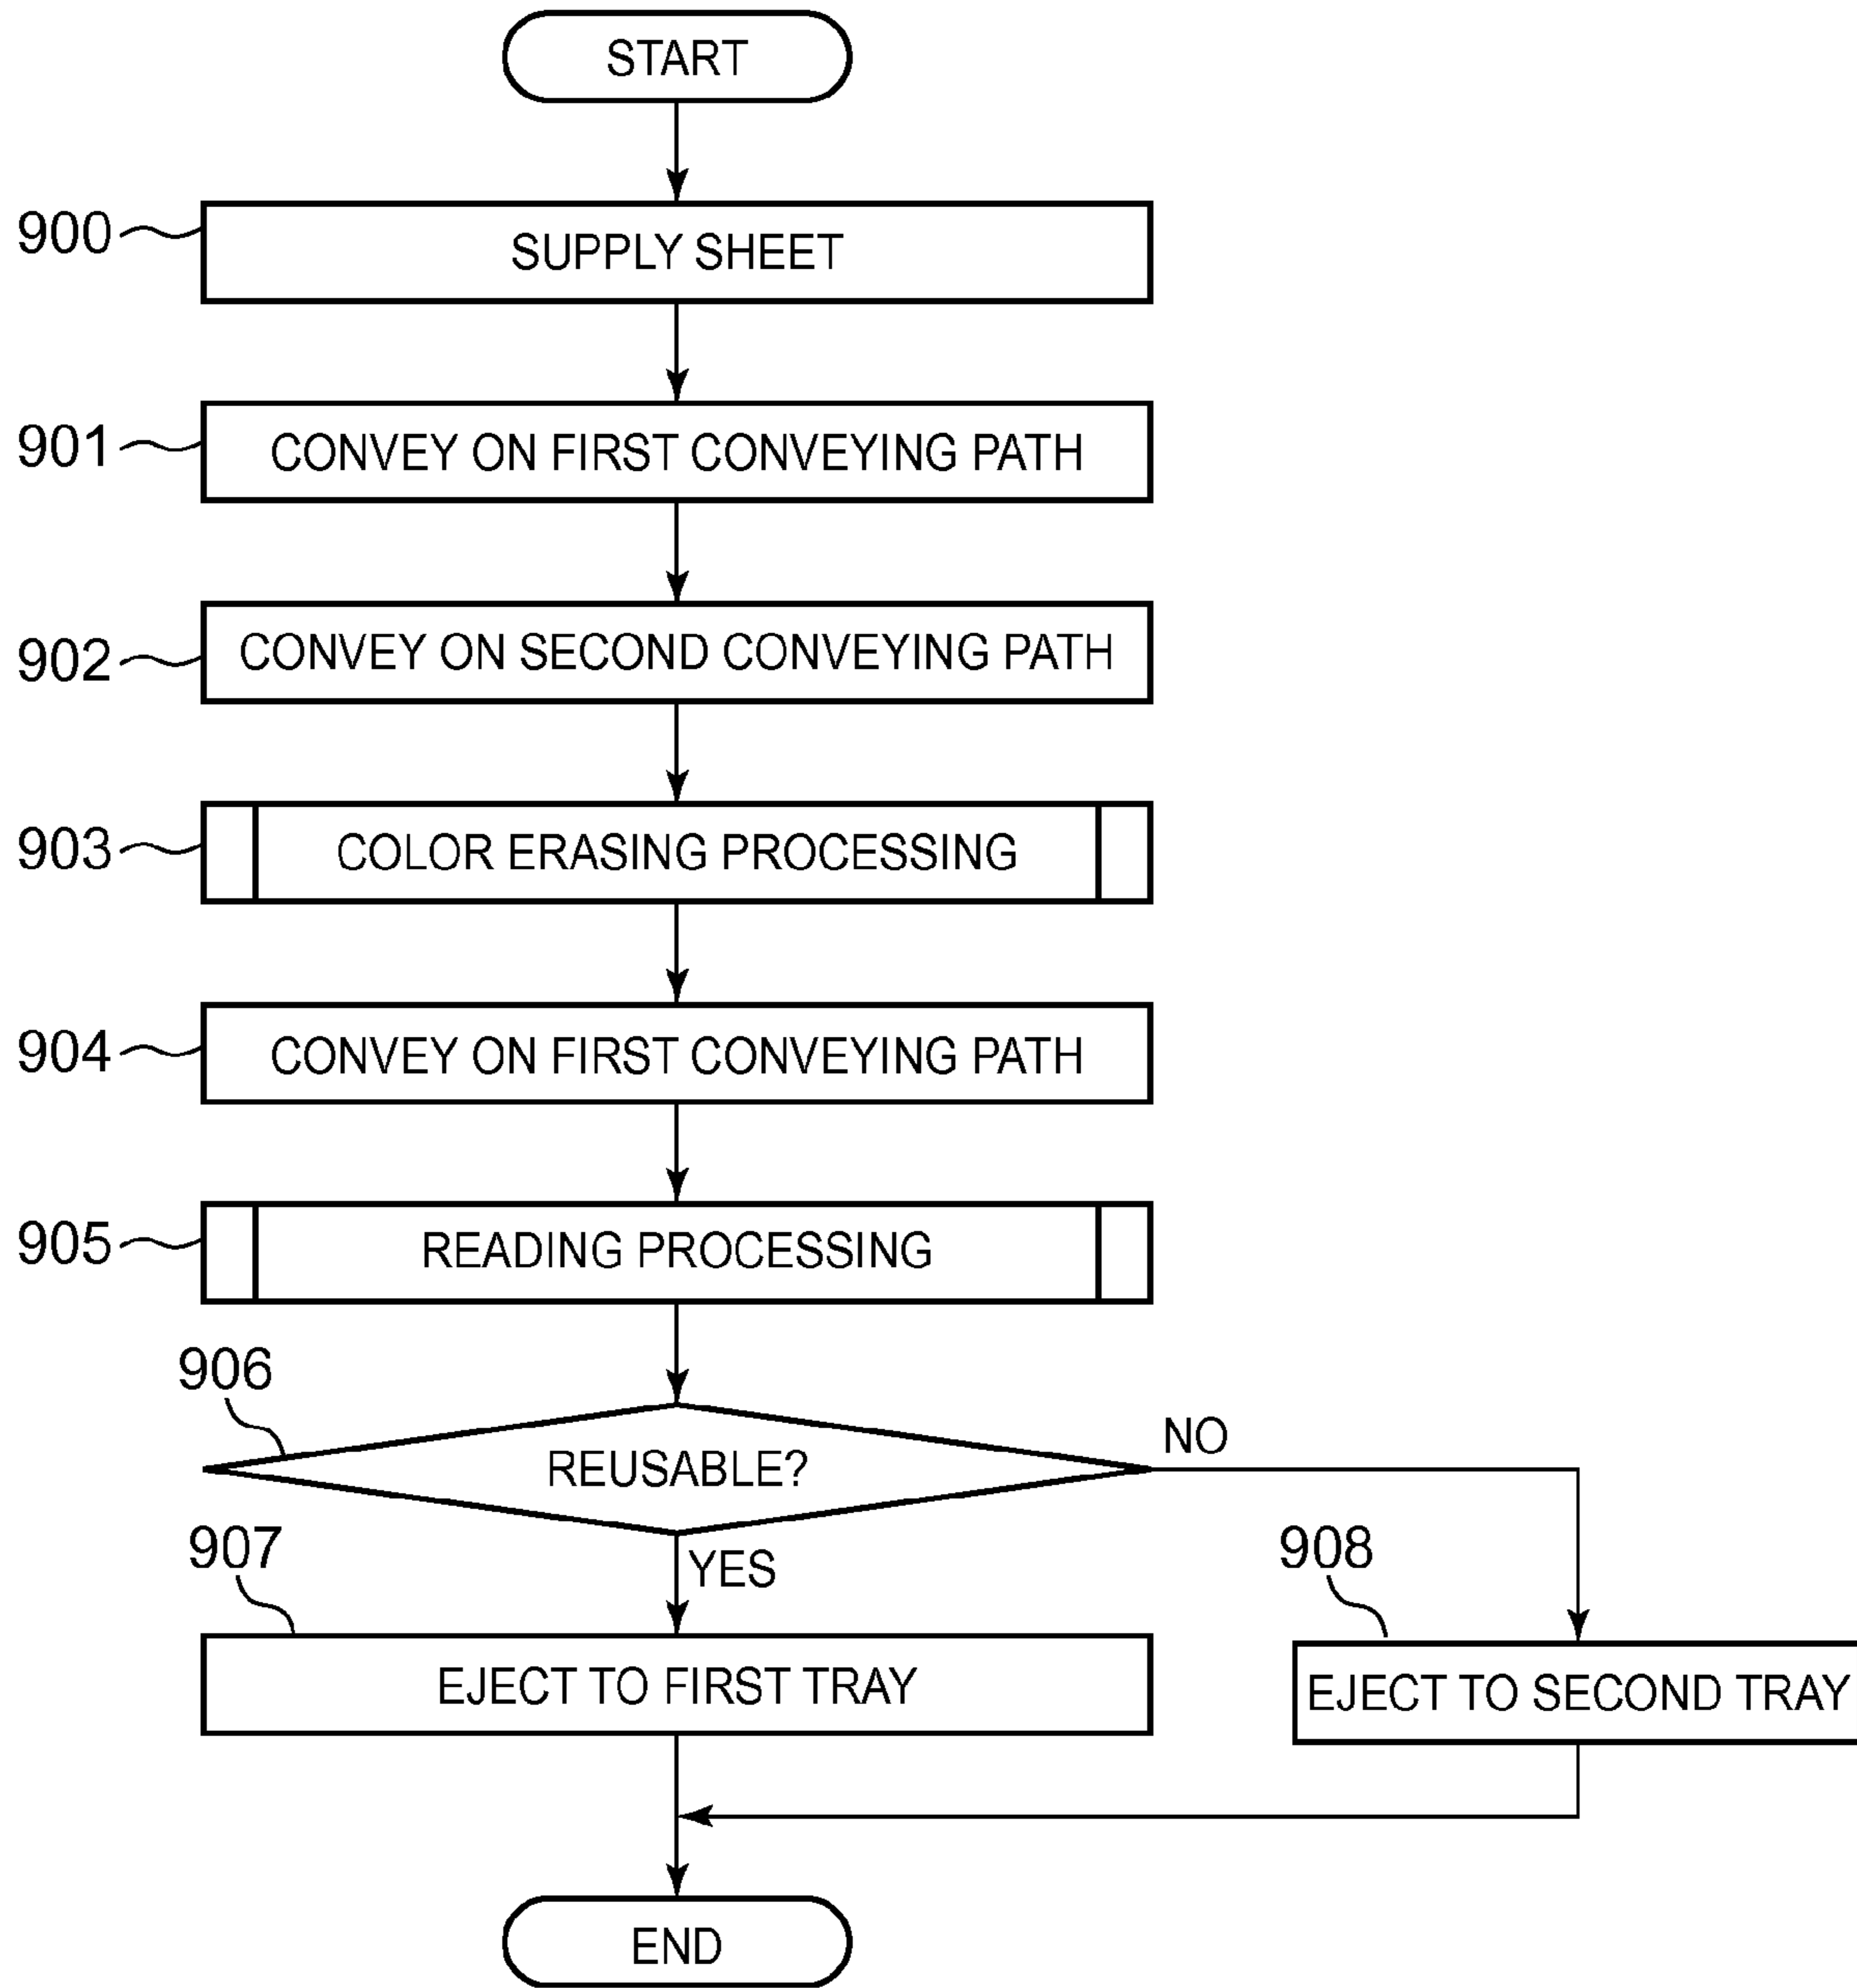 START
900
SUPPLY SHEET
901
CONVEY ON FIRST CONVEYING PATH
902
CONVEY ON SECOND CONVEYING PATH
903
COLOR ERASING PROCESSING
904
CONVEY ON FIRST CONVEYING PATH
905
READING PROCESSING
906
REUSABLE?
NO
907
YES
908
EJECT TO FIRST TRAY
EJECT TO SECOND TRAY
END